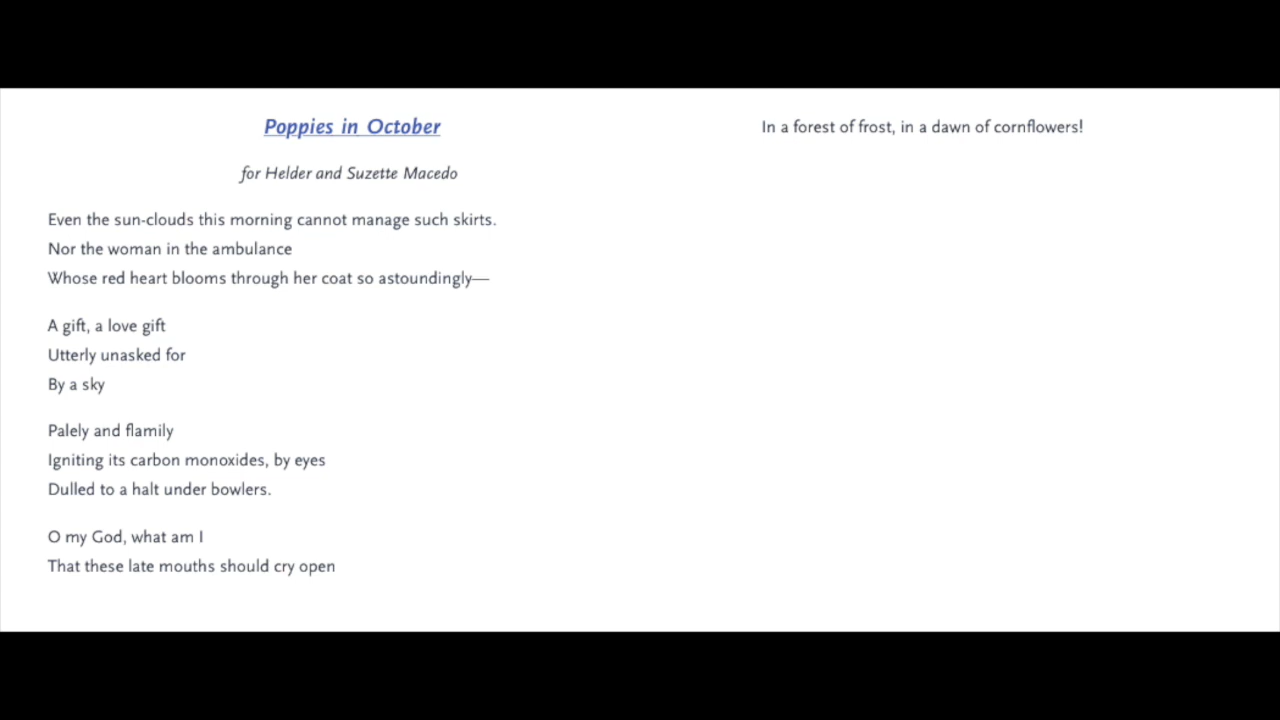 Poppies in October
for Helder and Suzette Macedo
Even the sun-clouds this morning cannot manage such skirts.
Nor the woman in the ambulance
Whose red heart blooms through her coat so astoundingly—
A gift, a love gift
Utterly unasked for
By a sky
Palely and flamily
Igniting its carbon monoxides, by eyes
Dulled to a halt under bowlers.
O my God, what am I
That these late mouths should cry open
In a forest of frost, in a dawn of cornflowers!